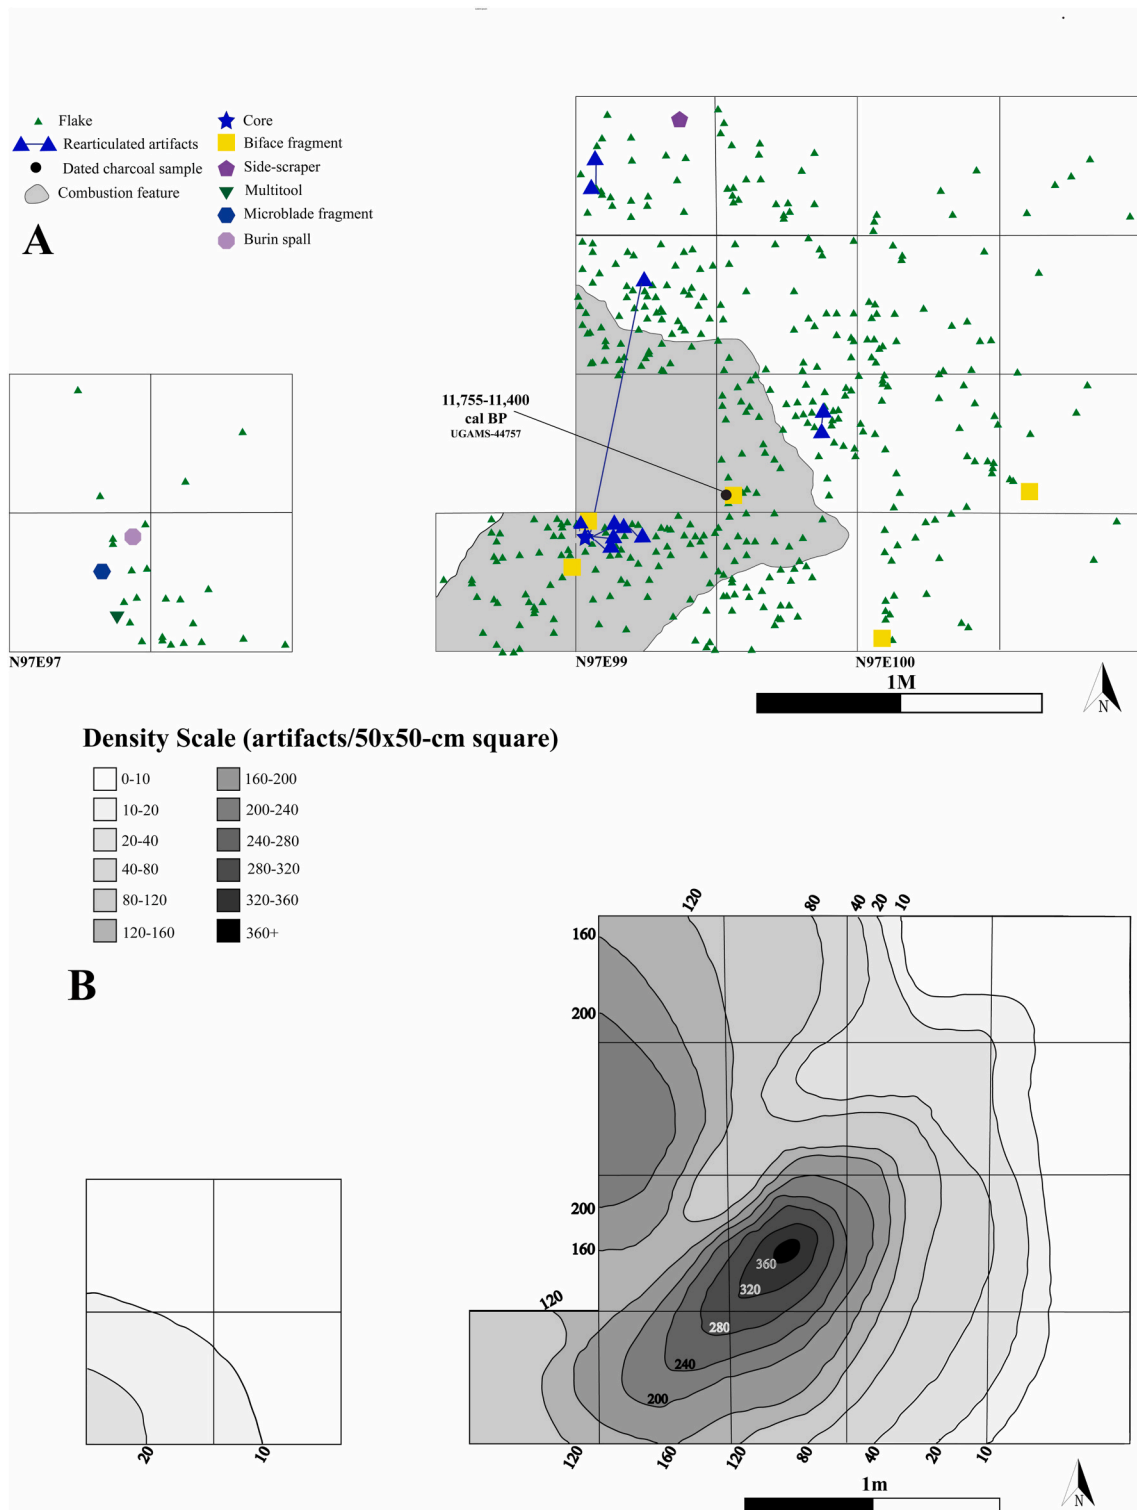 Flake
Rearticulated artifacts
Dated charcoal sample
Combustion feature
Core
Biface fragment
Side-scraper
Multitool
Microblade fragment
Burin spall
A
11,755-11,400
cal BP
UGAMS-44757
N97E97
N97E99
N97E100
1M
N
Density Scale (artifacts/50x50-cm square)
0-10
10-20
20-40
40-80
80-120
120-160
160-200
200-240
240-280
280-320
320-360
360+
B
120
80
40
20
10
160
200
200
160
120
360
320
280
240
200
20
10
120
160
120
80
40
20
10
1m
N